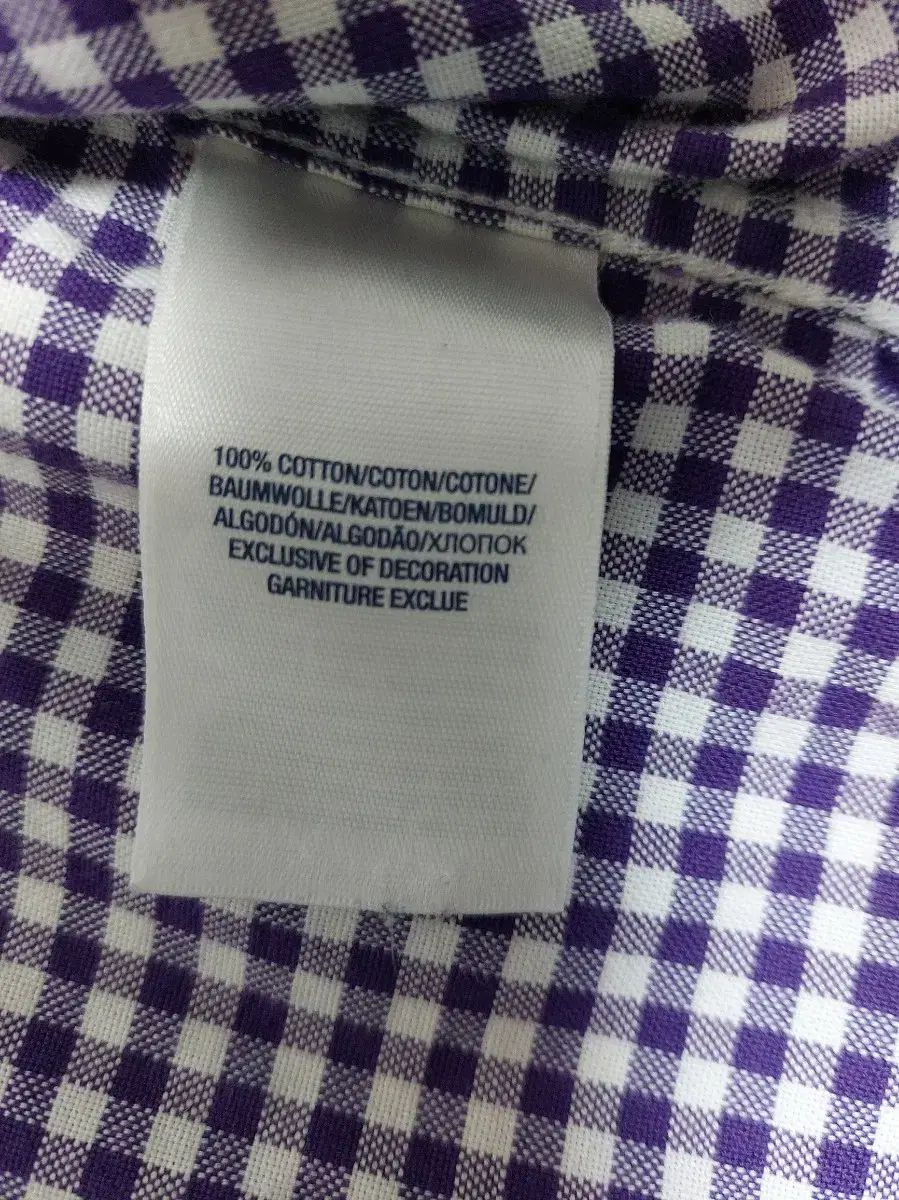 100% COTTON/COTON/COTONE/
BAUMWOLLE/KATOEN/BOMULD/
ALGODÓN/ALGODÃO/ХЛОПОК
EXCLUSIVE OF DECORATION
GARNITURE EXCLUE